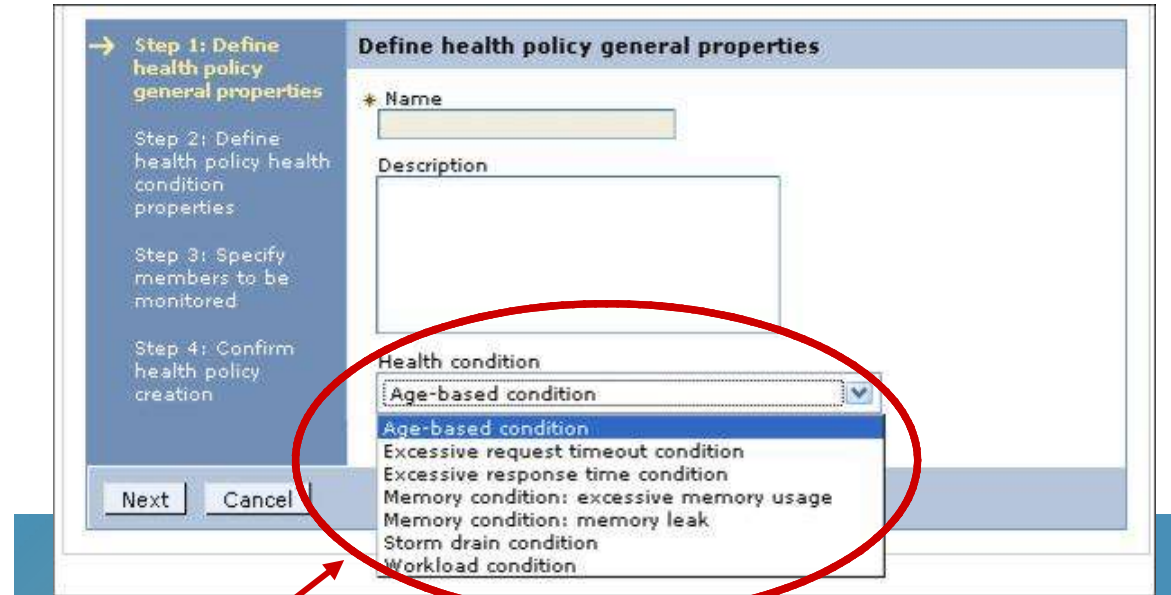 Step 1: Define
health policy
general properties
Step 2: Define
health policy health
condition
properties
Step 3: Specify
members to be
monitored
Step 4: Confirm
health policy
creation
Define health policy general properties
* Name
Description
Health condition
Age-based condition
Age-based condition
Excessive request timeout condition
Excessive response time condition
Memory condition: excessive memory usage
Memory condition: memory leak
Storm drain condition
Workload condition
Next
Cancel